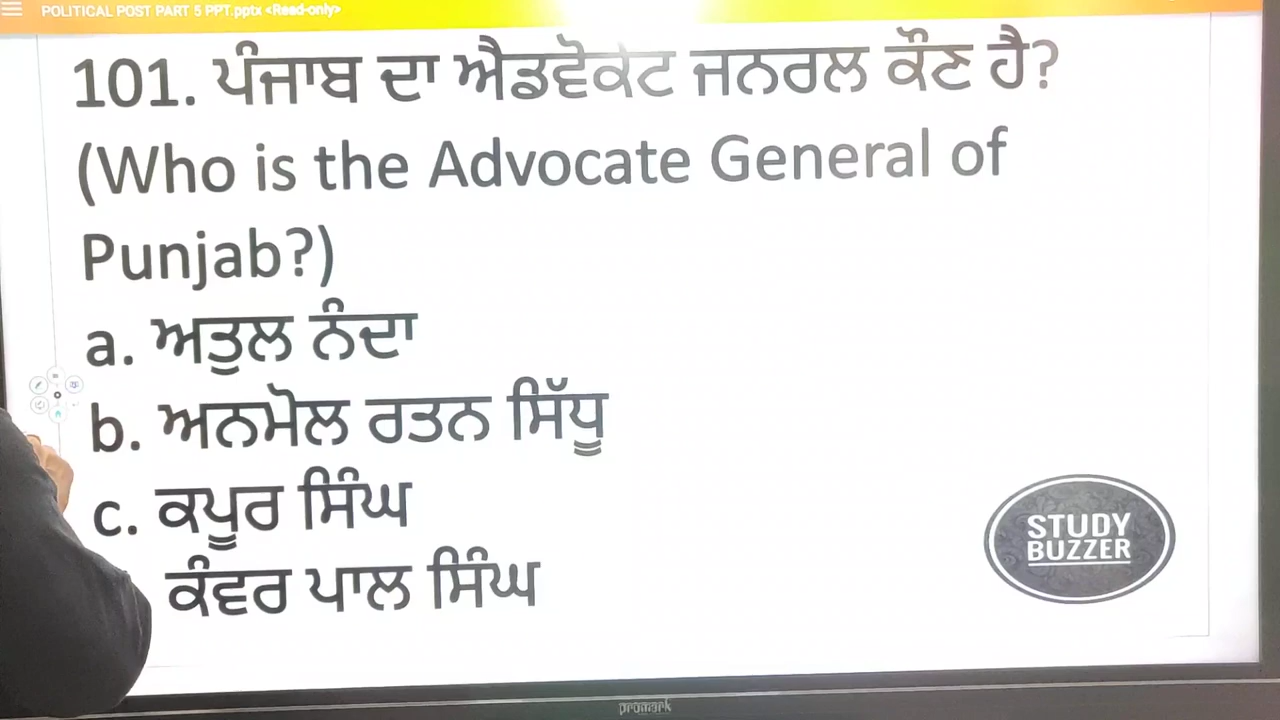 POLITICAL POST PART 5 PPT.pptx <Read-only>
101. ਪੰਜਾਬ ਦਾ ਐਡਵੋਕੇਟ ਜਨਰਲ ਕੌਣ ਹੈ?
(Who is the Advocate General of
Punjab?)
a. ਅਤੁਲ ਨੰਦਾ
b. ਅਨਮੋਲ ਰਤਨ ਸਿੱਧੂ
c. ਕਪੂਰ ਸਿੰਘ
ਕੰਵਰ ਪਾਲ ਸਿੰਘ
STUDY
BUZZER
promark